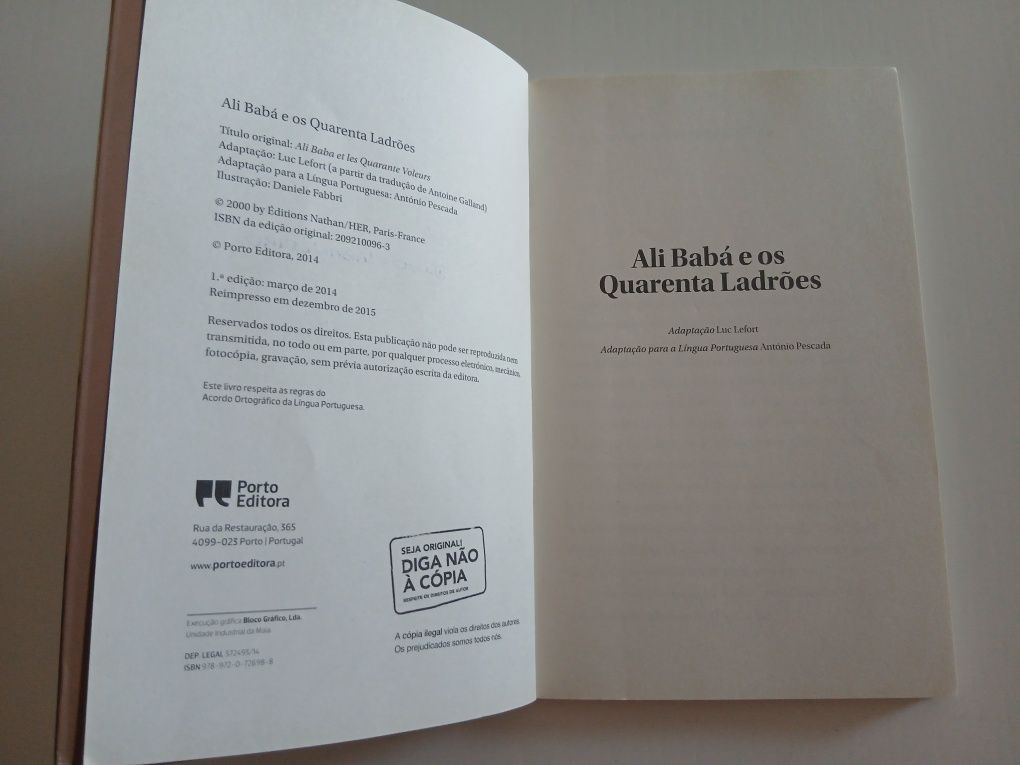 Ali Babá e os Quarenta Ladrões
Título original: Ali Baba et les Quarante Voleurs
Adaptação: Luc Lefort (a partir da tradução de Antoine Galland)
Adaptação para a Língua Portuguesa: António Pescada
Ilustração: Daniele Fabbri
© 2000 by Éditions Nathan/HER, Paris-France
ISBN da edição original: 209210096-3
© Porto Editora, 2014
1.ª edição: março de 2014
Reimpresso em dezembro de 2015
Reservados todos os direitos. Esta publicação não pode ser reproduzida nem
transmitida, no todo ou em parte, por qualquer processo eletrónico, mecânico,
fotocópia, gravação, sem prévia autorização escrita da editora.
Este livro respeita as regras do
Acordo Ortográfico da Língua Portuguesa.
Porto
Editora
Rua da Restauração, 365
4099-023 Porto | Portugal
www.portoeditora.pt
Execução gráfica Bloco Gráfico, Lda.
Unidade Industrial da Maia
DEP. LEGAL 372493/14
ISBN 978-972-0-72698-8
SEJA ORIGINAL!
DIGA NÃO
À CÓPIA
RESPEITE OS DIREITOS DE AUTOR
A cópia ilegal viola os direitos dos autores.
Os prejudicados somos todos nós.
Ali Babá e os
Quarenta Ladrões
Adaptação Luc Lefort
Adaptação para a Língua Portuguesa António Pescada